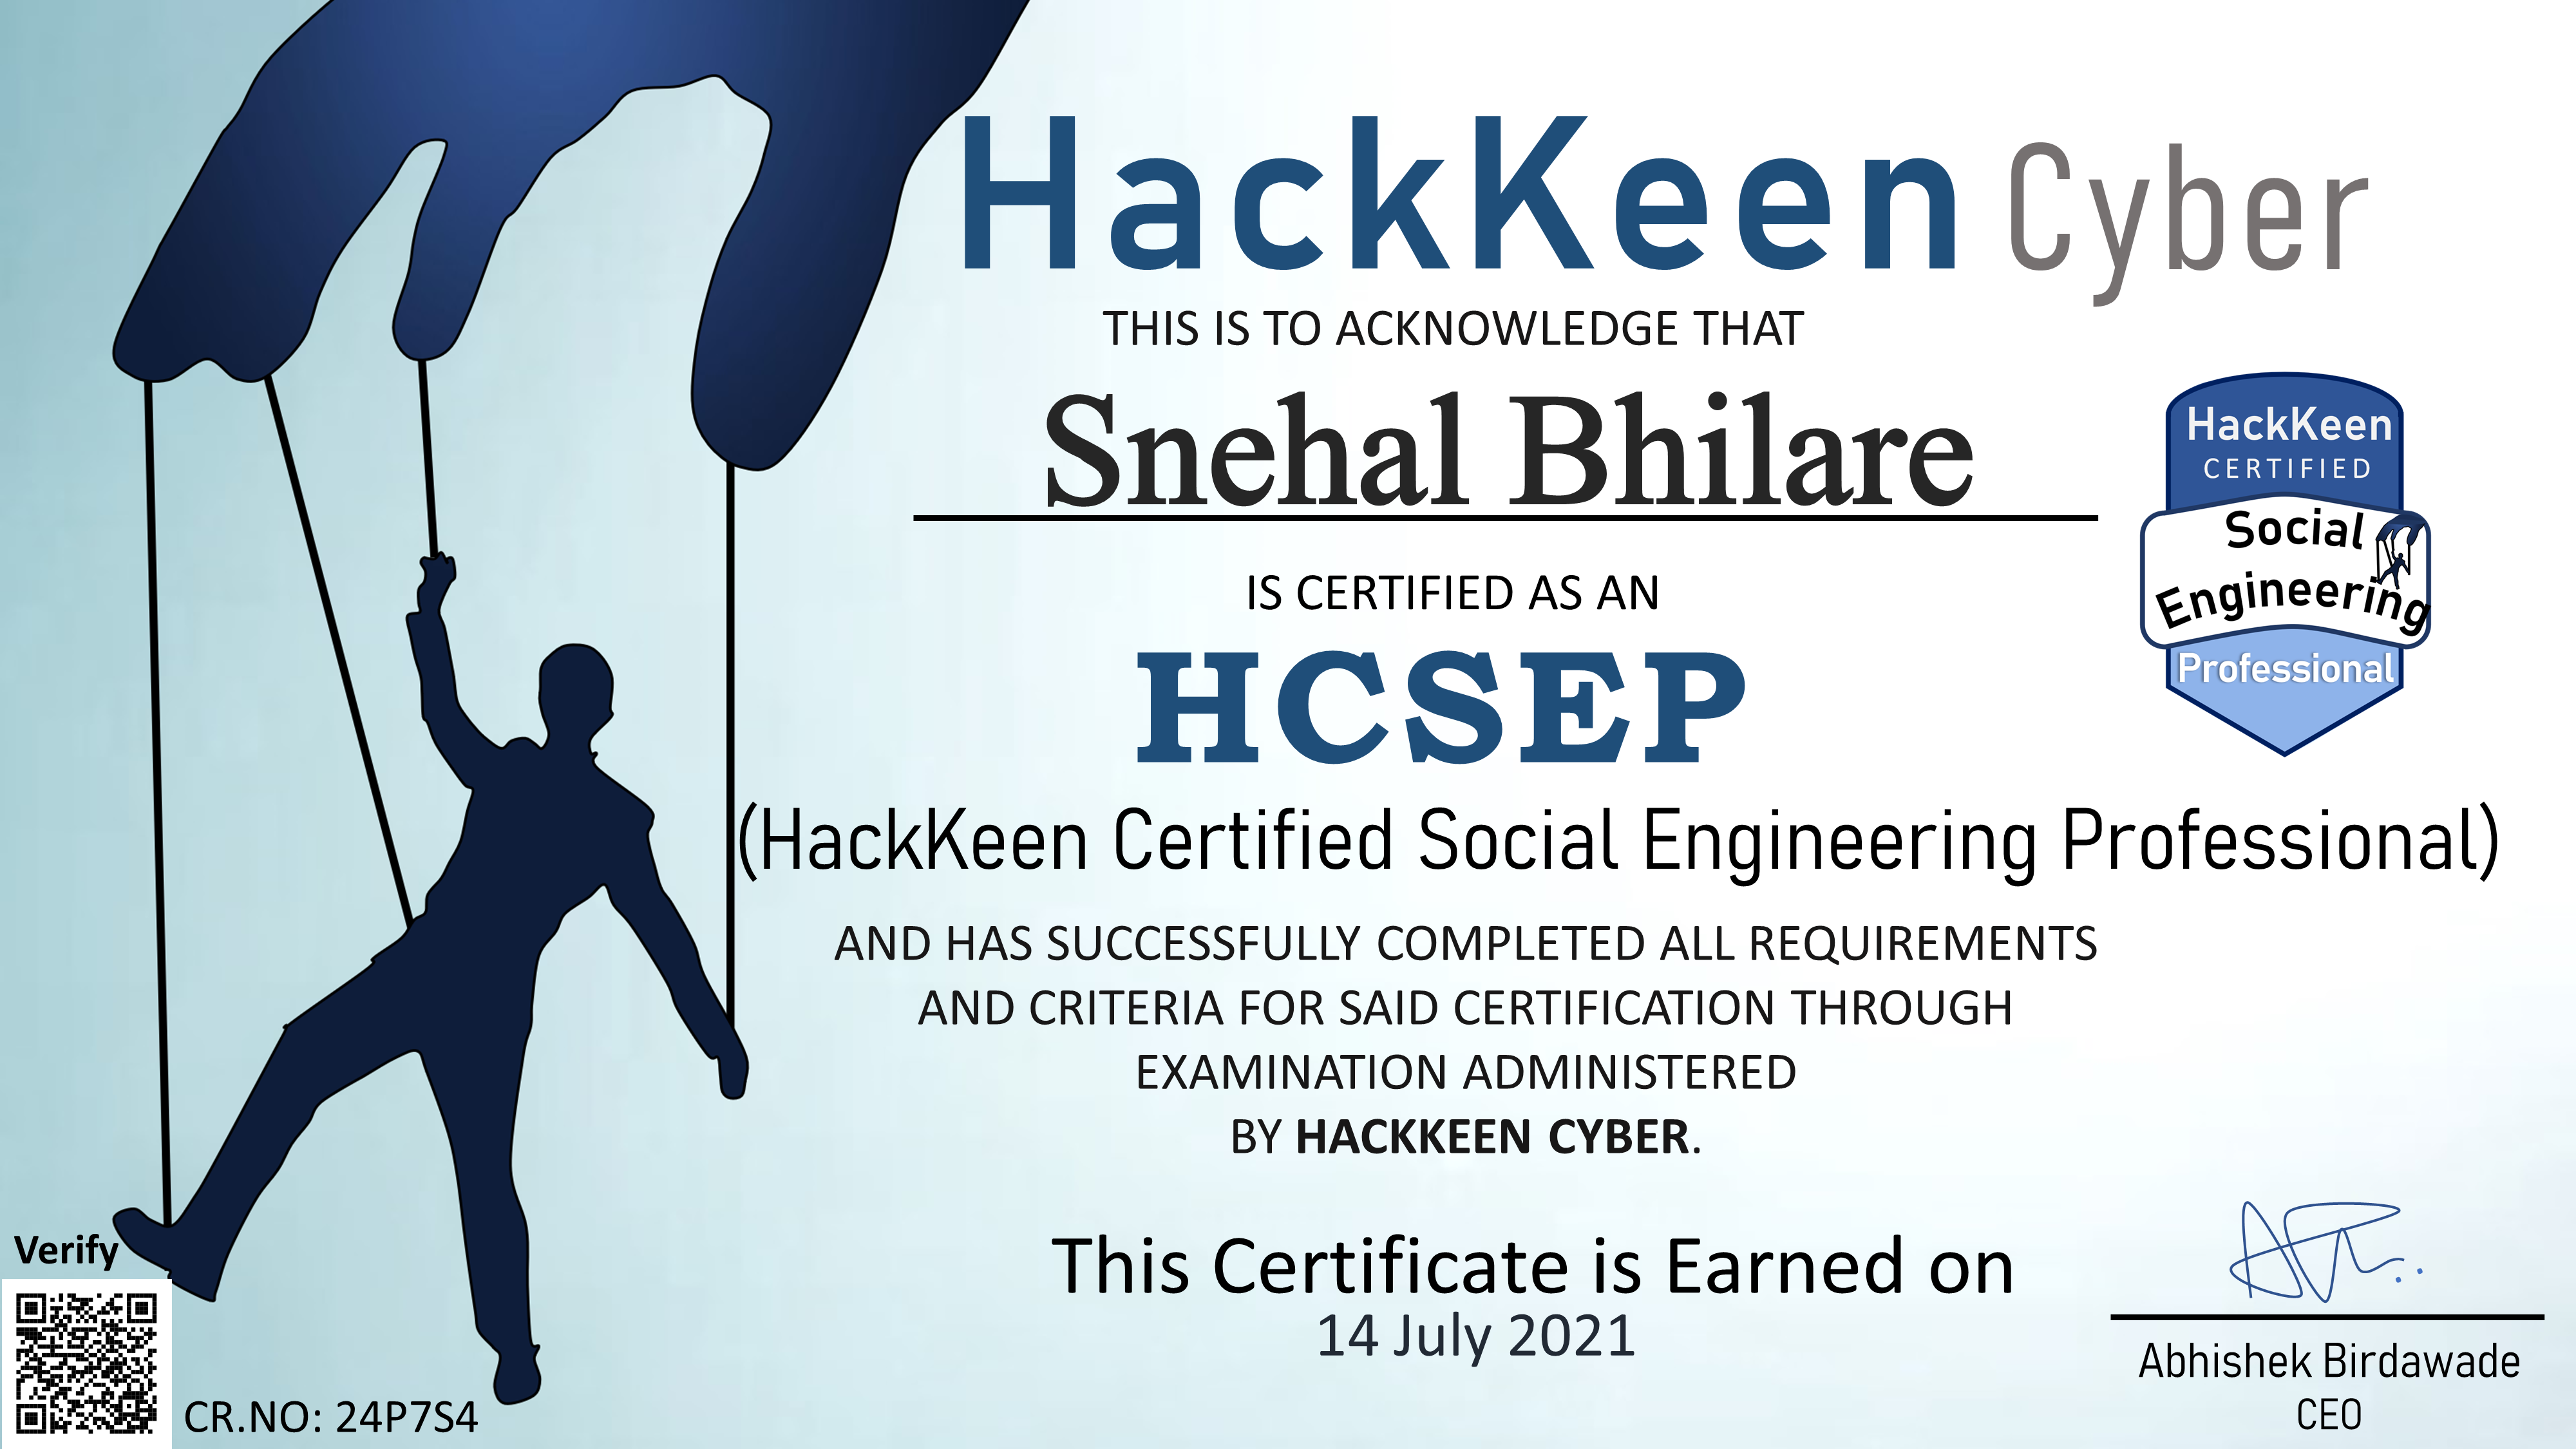 HackKeen Cyber
THIS IS TO ACKNOWLEDGE THAT
Snehal Bhilare
IS CERTIFIED AS AN
HCSEP
(HackKeen Certified Social Engineering Professional)
AND HAS SUCCESSFULLY COMPLETED ALL REQUIREMENTS
AND CRITERIA FOR SAID CERTIFICATION THROUGH
EXAMINATION ADMINISTERED
BY HACKKEEN CYBER.
This Certificate is Earned on
14 July 2021
HackKeen
CERTIFIED
Social
Engineering
Professional
Verify
CR.NO: 24P7S4
Abhishek Birdawade
CEO